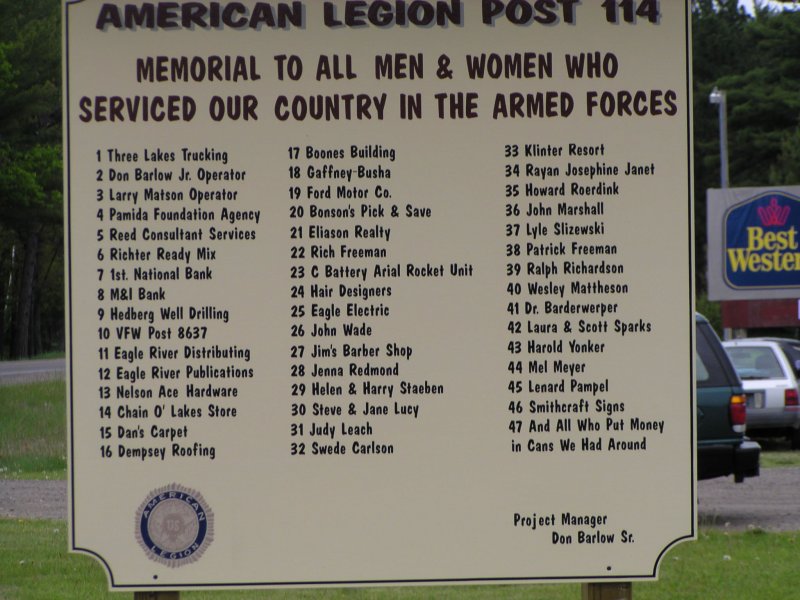 AMERICAN LEGION POST 114
MEMORIAL TO ALL MEN & WOMEN WHO
SERVICED OUR COUNTRY IN THE ARMED FORCES
1 Three Lakes Trucking
2 Don Barlow Jr. Operator
3 Larry Matson Operator
4 Pamida Foundation Agency
5 Reed Consultant Services
6 Richter Ready Mix
7 1st. National Bank
8 M&I Bank
9 Hedberg Well Drilling
10 VFW Post 8637
11 Eagle River Distributing
12 Eagle River Publications
13 Nelson Ace Hardware
14 Chain O' Lakes Store
15 Dan's Carpet
16 Dempsey Roofing
17 Boones Building
18 Gaffney-Busha
19 Ford Motor Co.
20 Bonson's Pick & Save
21 Eliason Realty
22 Rich Freeman
23 C Battery Arial Rocket Unit
24 Hair Designers
25 Eagle Electric
26 John Wade
27 Jim's Barber Shop
28 Jenna Redmond
29 Helen & Harry Staeben
30 Steve & Jane Lucy
31 Judy Leach
32 Swede Carlson
33 Klinter Resort
34 Rayan Josephine Janet
35 Howard Roerdink
36 John Marshall
37 Lyle Slizewski
38 Patrick Freeman
39 Ralph Richardson
40 Wesley Mattheson
41 Dr. Barderwerper
42 Laura & Scott Sparks
43 Harold Yonker
44 Mel Meyer
45 Lenard Pampel
46 Smithcraft Signs
47 And All Who Put Money
in Cans We Had Around
Project Manager
Don Barlow Sr.
AMERICAN
US
LEGION
Best
Western